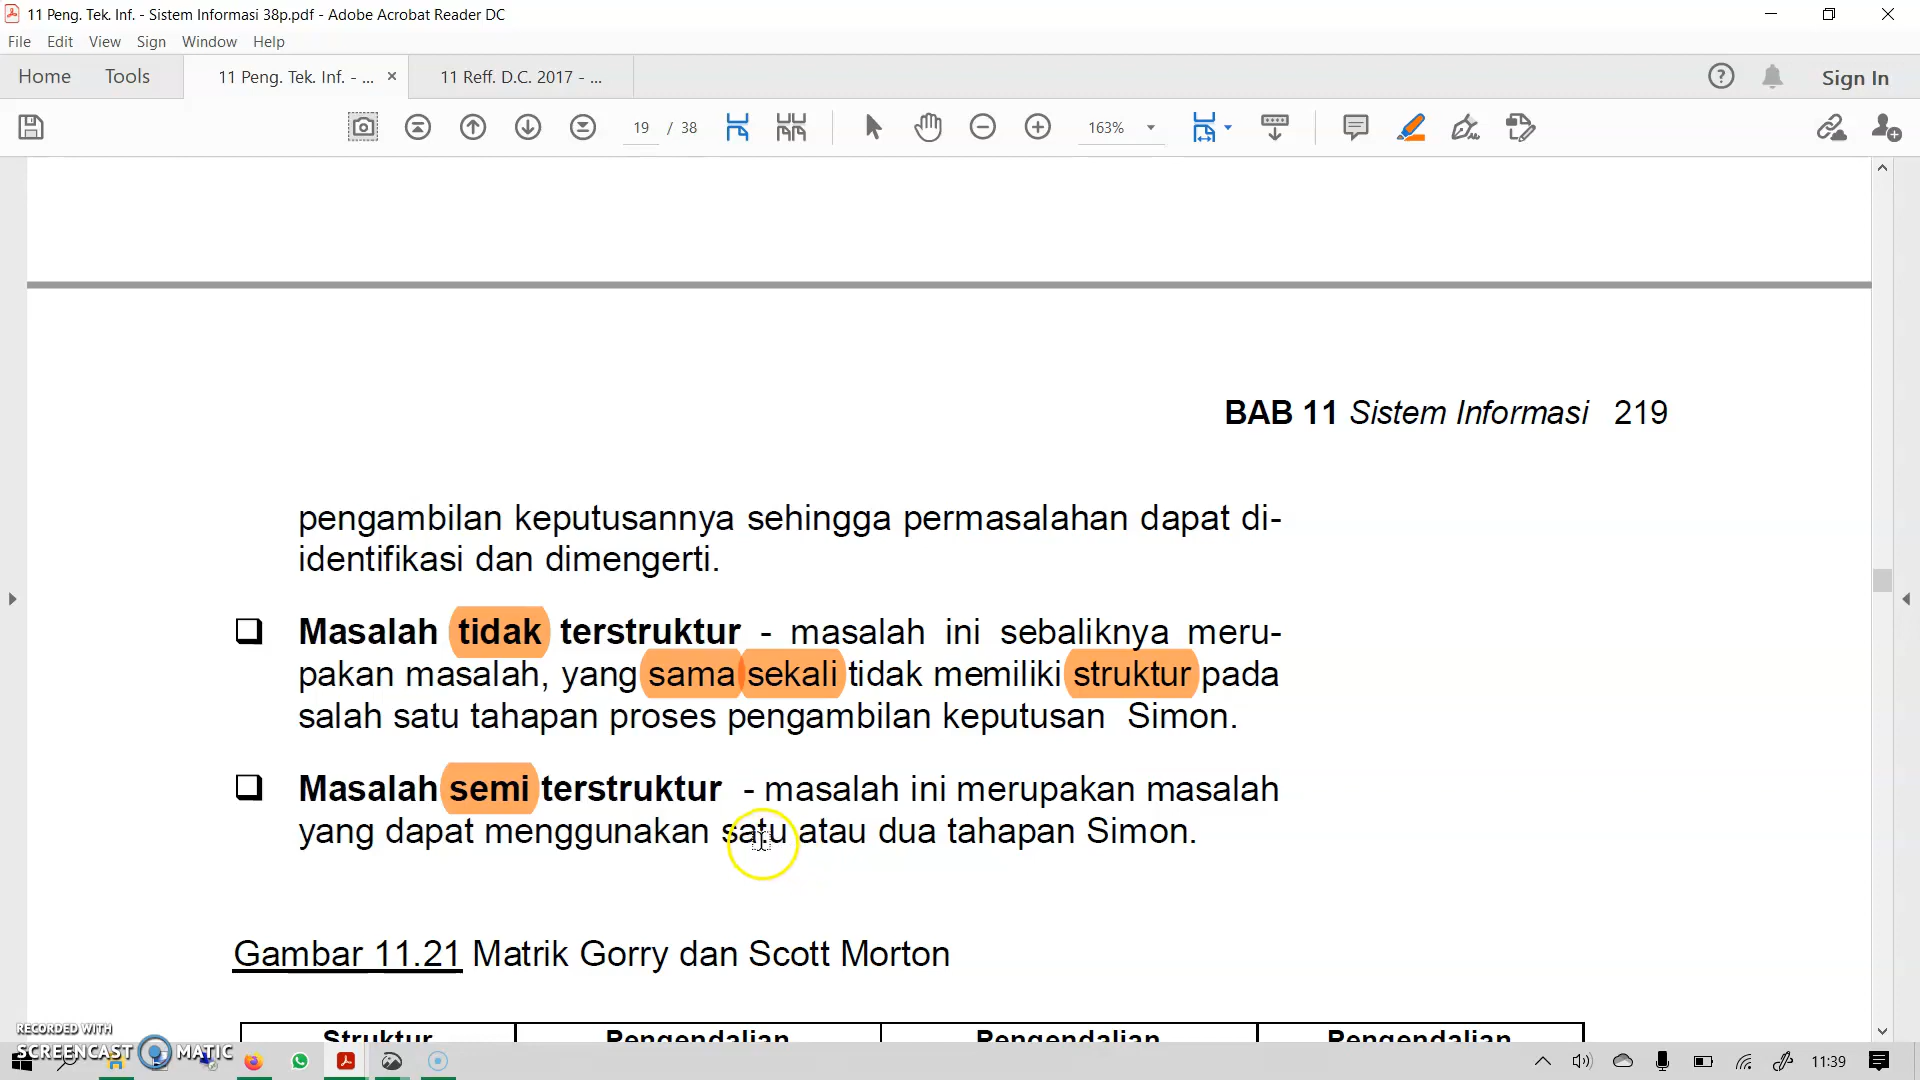 11 Peng. Tek. Inf. - Sistem Informasi 38p.pdf - Adobe Acrobat Reader DC
File Edit View Sign Window Help
Home Tools 11 Peng. Tek. Inf. - ... × 11 Reff. D.C. 2017 - ... Sign In
19 / 38 163%
BAB 11 Sistem Informasi 219
pengambilan keputusannya sehingga permasalahan dapat di-
identifikasi dan dimengerti.
Masalah tidak terstruktur - masalah ini sebaliknya meru-
pakan masalah, yang sama sekali tidak memiliki struktur pada
salah satu tahapan proses pengambilan keputusan Simon.
Masalah semi terstruktur - masalah ini merupakan masalah
yang dapat menggunakan satu atau dua tahapan Simon.
Gambar 11.21 Matrik Gorry dan Scott Morton
Struktur Pengendalian Pengendalian Pengendalian
RECORDED WITH
SCREENCAST MATIC
11:39